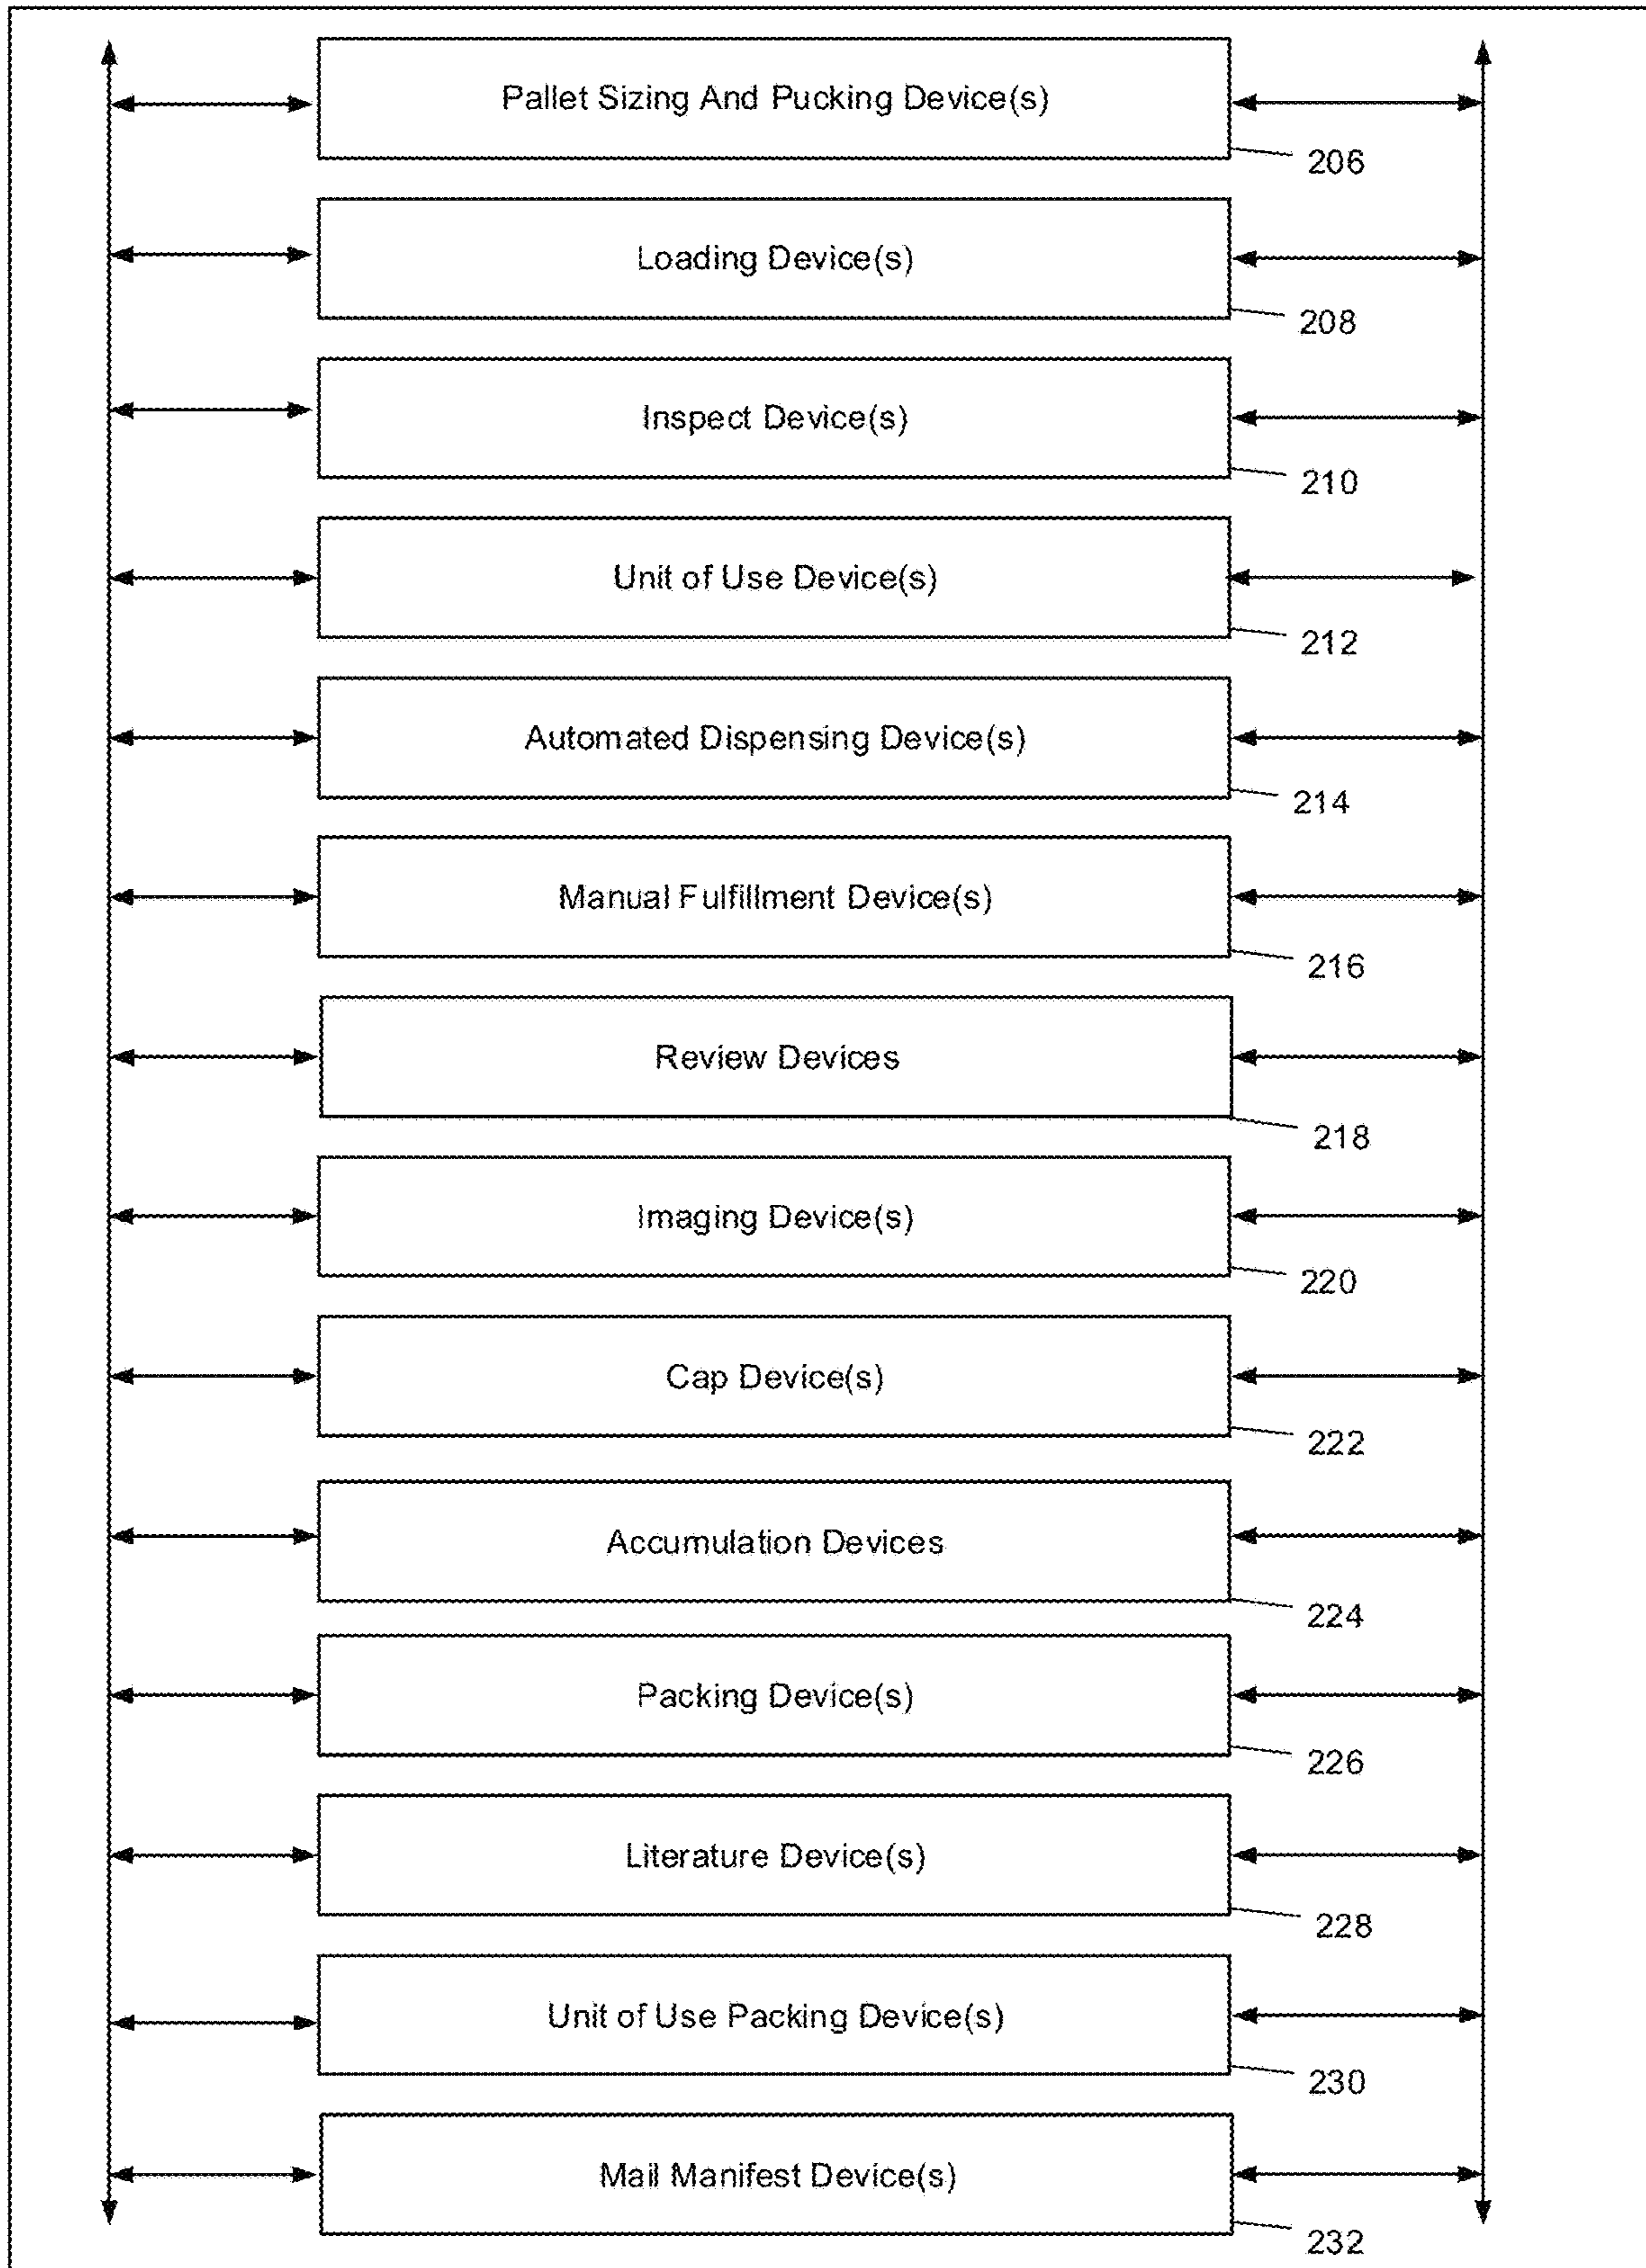 Pallet Sizing And Pucking Device(s)
206
Loading Device(s)
208
Inspect Device(s)
210
Unit of Use Device(s)
212
Automated Dispensing Device(s)
214
Manual Fulfillment Device(s)
216
Review Devices
218
Imaging Device(s)
220
Cap Device(s)
222
Accumulation Devices
224
Packing Device(s)
226
Literature Device(s)
228
Unit of Use Packing Device(s)
230
Mail Manifest Device(s)
232